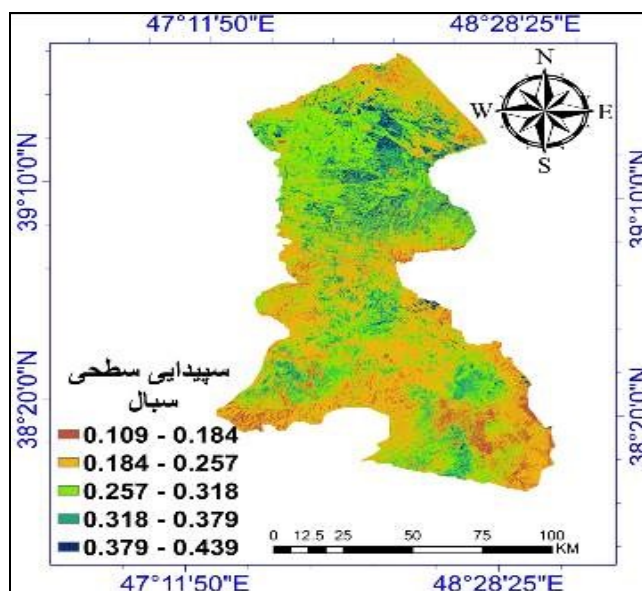 47°11'50"E 48°28'25"E
N
W E
S
39°10'0"N 39°10'0"N
سپیدایی سطحی
سبال
38°20'0"N 38°20'0"N
0.109 - 0.184
0.184 - 0.257
0.257 - 0.318
0.318 - 0.379
0.379 - 0.439
0 12.5 25 50 75 100
KM
47°11'50"E 48°28'25"E